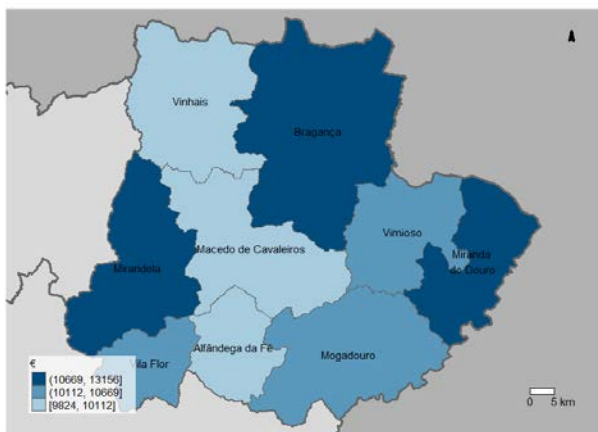 Vinhais
Bragança
Macedo de Cavaleiros
Vimioso
Miranda
do Douro
Mirandela
Alfândega da Fê
Mogadouro
Vila Flor
€
(10669, 13156]
(10112, 10669]
[9824, 10112]
0 5 km